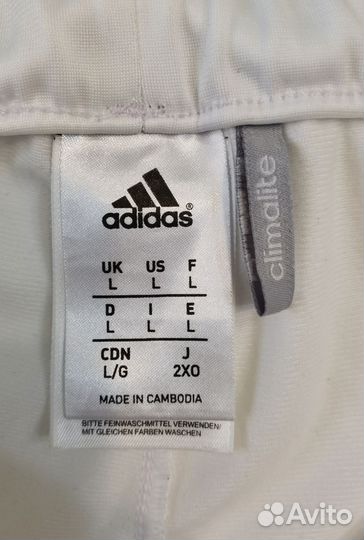 adidas®
UK US F
L L L
D I E
L L L
CDN J
L/G 2XO
MADE IN CAMBODIA
BITTE FEINWASCHMITTEL VERWENDEN/
MIT GLEICHEN FARBEN WASCHEN
climalite
Avito